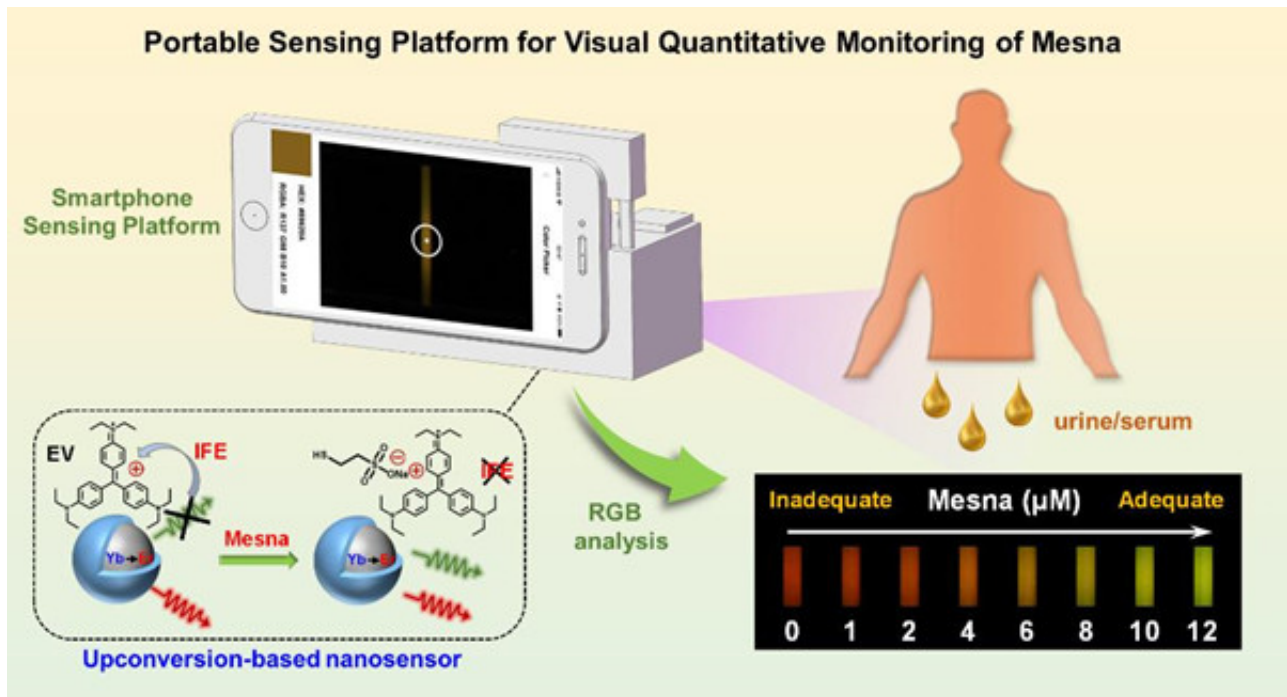 Portable Sensing Platform for Visual Quantitative Monitoring of Mesna
Smartphone
Sensing Platform
Color Picker
urine/serum
EV
IFE
HS
ONa
IFE
Mesna
Yb
Yb
RGB
analysis
Upconversion-based nanosensor
Inadequate Mesna (µM) Adequate
0 1 2 4 6 8 10 12